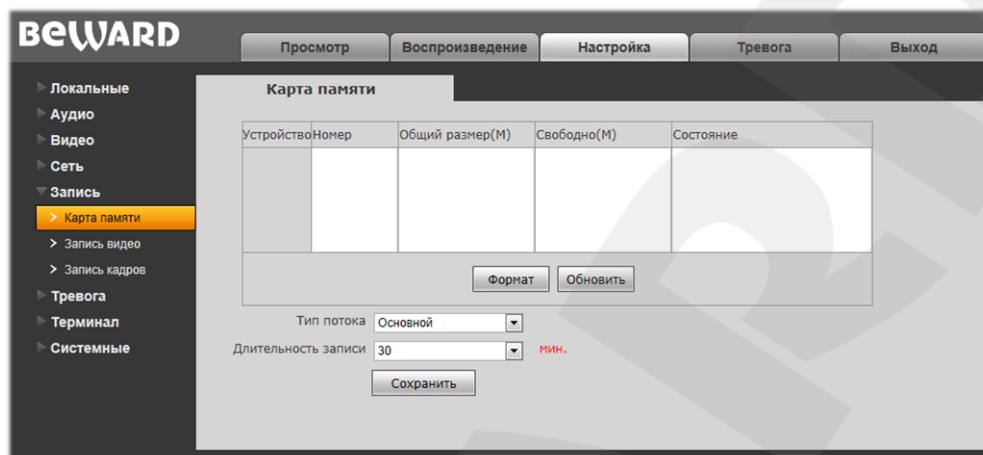 BEWARD
Просмотр Воспроизведение Настройка Тревога Выход
Локальные
Аудио
Видео
Сеть
Запись
Карта памяти
Запись видео
Запись кадров
Тревога
Терминал
Системные
Карта памяти
Устройство Номер Общий размер(М) Свободно(М) Состояние
Формат Обновить
Тип потока Основной
Длительность записи 30 мин.
Сохранить